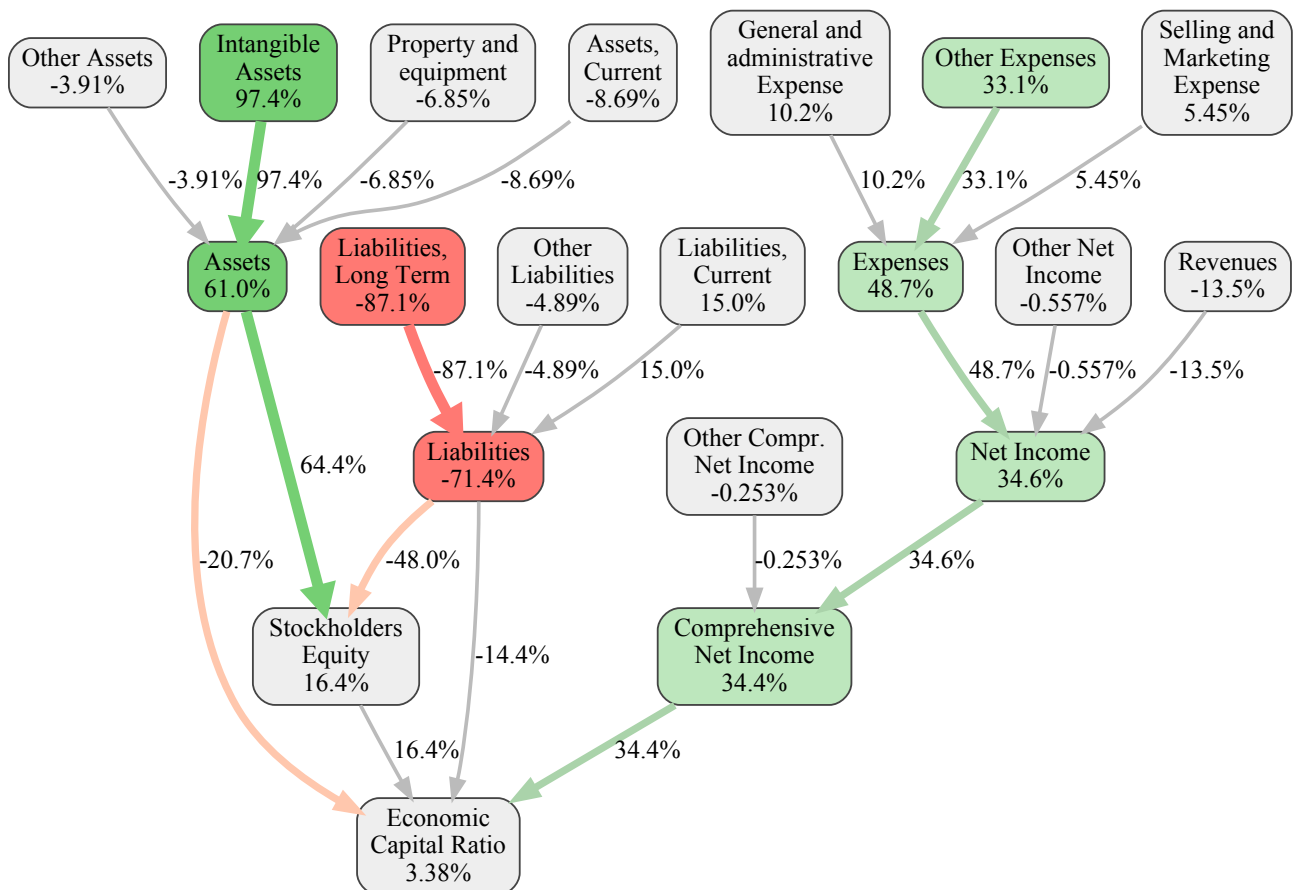 Other Assets
-3.91%
Intangible
Assets
97.4%
Property and
equipment
-6.85%
Assets,
Current
-8.69%
General and
administrative
Expense
10.2%
Other Expenses
33.1%
Selling and
Marketing
Expense
5.45%
-3.91%
97.4%
-6.85%
-8.69%
10.2%
33.1%
5.45%
Assets
61.0%
Liabilities,
Long Term
-87.1%
Other
Liabilities
-4.89%
Liabilities,
Current
15.0%
Expenses
48.7%
Other Net
Income
-0.557%
Revenues
-13.5%
-87.1%
-4.89%
15.0%
48.7%
-0.557%
-13.5%
64.4%
Liabilities
-71.4%
Other Compr.
Net Income
-0.253%
Net Income
34.6%
-20.7%
-48.0%
-14.4%
-0.253%
34.6%
Stockholders
Equity
16.4%
Comprehensive
Net Income
34.4%
16.4%
34.4%
Economic
Capital Ratio
3.38%